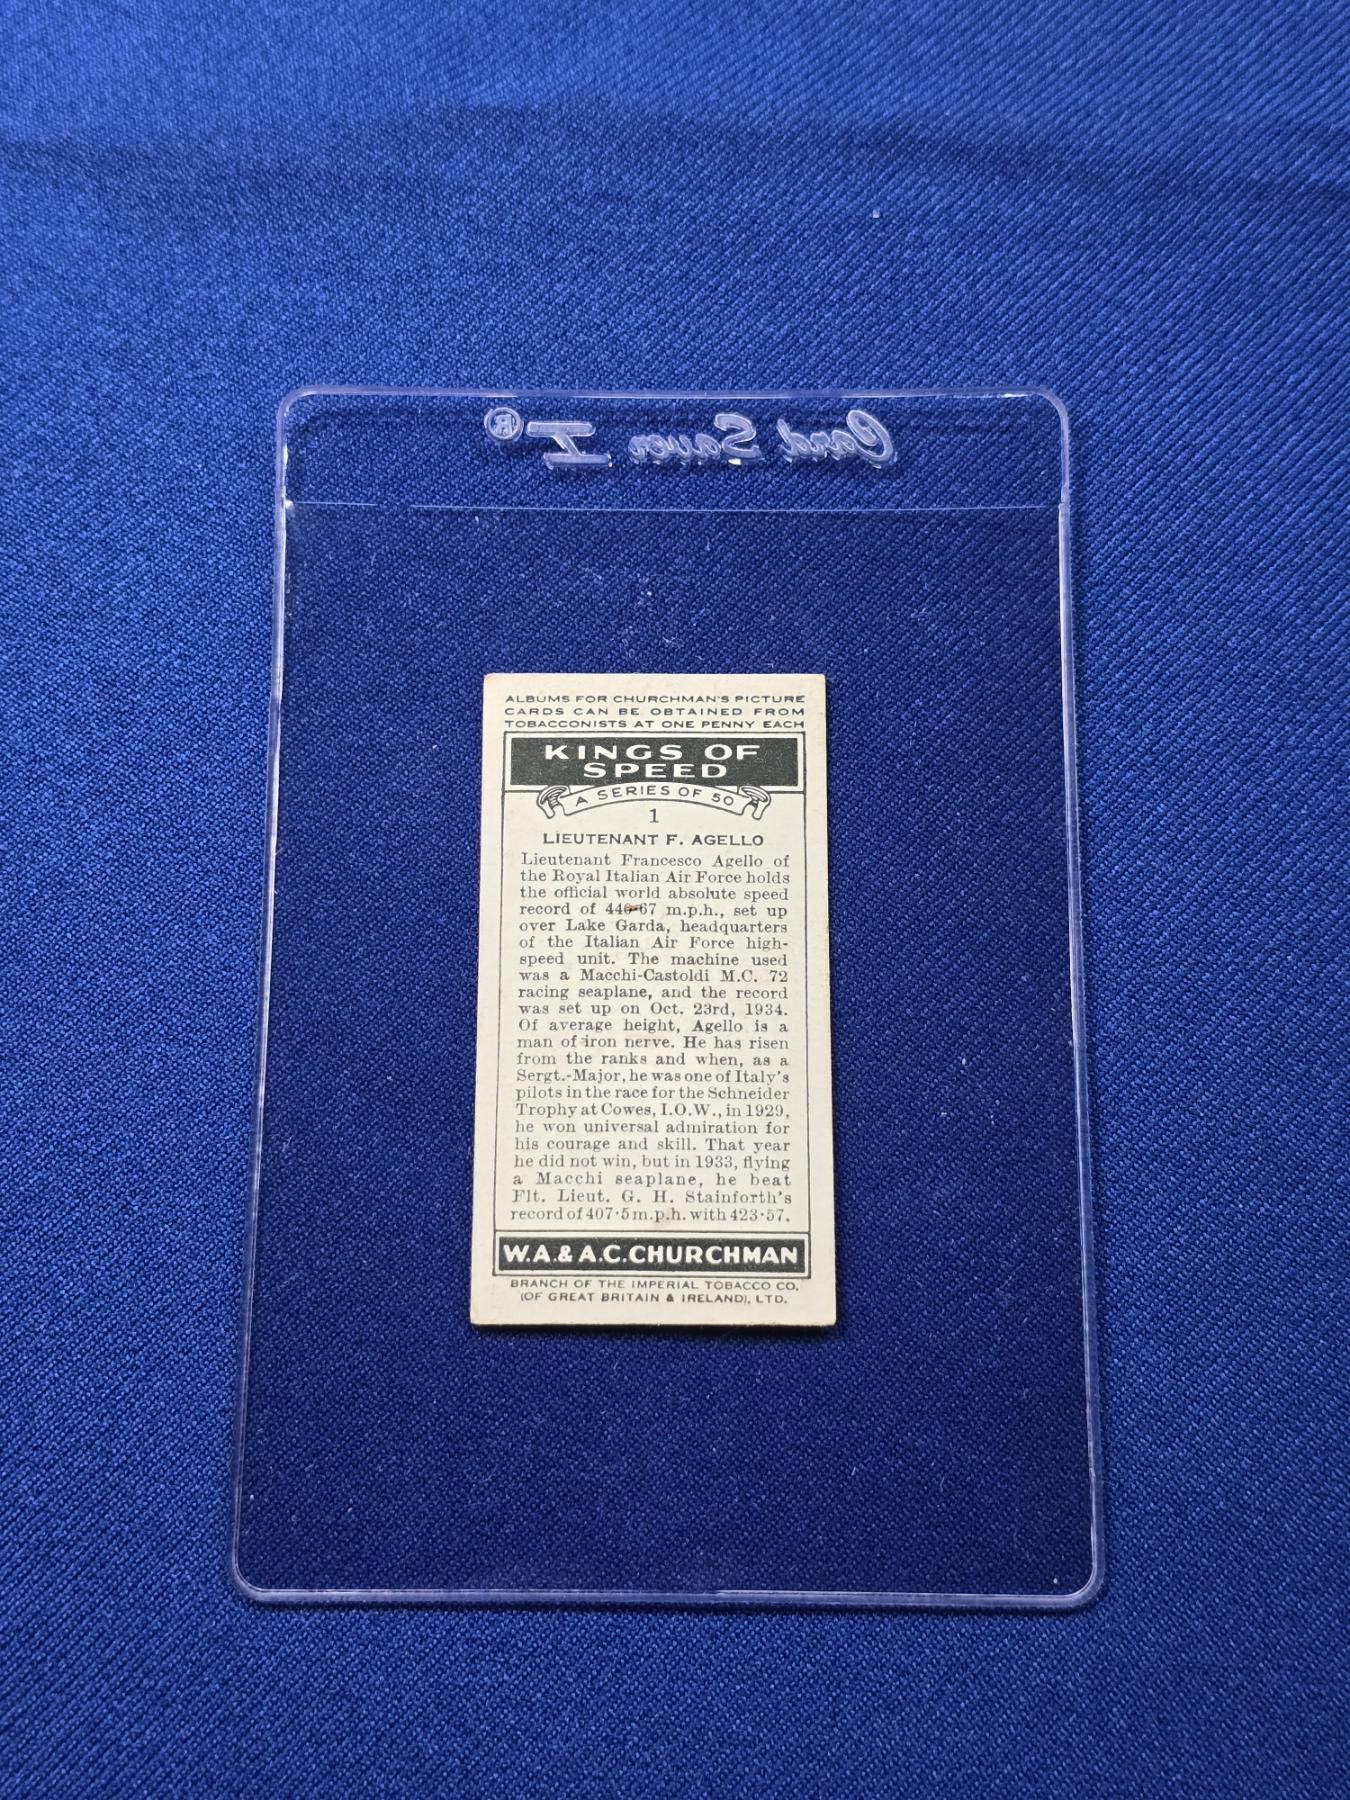 Card Saver I®
ALBUMS FOR CHURCHMAN'S PICTURE
CARDS CAN BE OBTAINED FROM
TOBACCONISTS AT ONE PENNY EACH
KINGS OF
SPEED
A SERIES OF 50
1
LIEUTENANT F. AGELLO
Lieutenant Francesco Agello of
the Royal Italian Air Force holds
the official world absolute speed
record of 440·67 m.p.h., set up
over Lake Garda, headquarters
of the Italian Air Force high-
speed unit. The machine used
was a Macchi-Castoldi M.C. 72
racing seaplane, and the record
was set up on Oct. 23rd, 1934.
Of average height, Agello is a
man of iron nerve. He has risen
from the ranks and when, as a
Sergt.-Major, he was one of Italy's
pilots in the race for the Schneider
Trophy at Cowes, I.O.W., in 1929,
he won universal admiration for
his courage and skill. That year
he did not win, but in 1933, flying
a Macchi seaplane, he beat
Flt. Lieut. G. H. Stainforth's
record of 407·5 m.p.h. with 423·57.
W.A. & A.C. CHURCHMAN
BRANCH OF THE IMPERIAL TOBACCO CO.
(OF GREAT BRITAIN & IRELAND), LTD.